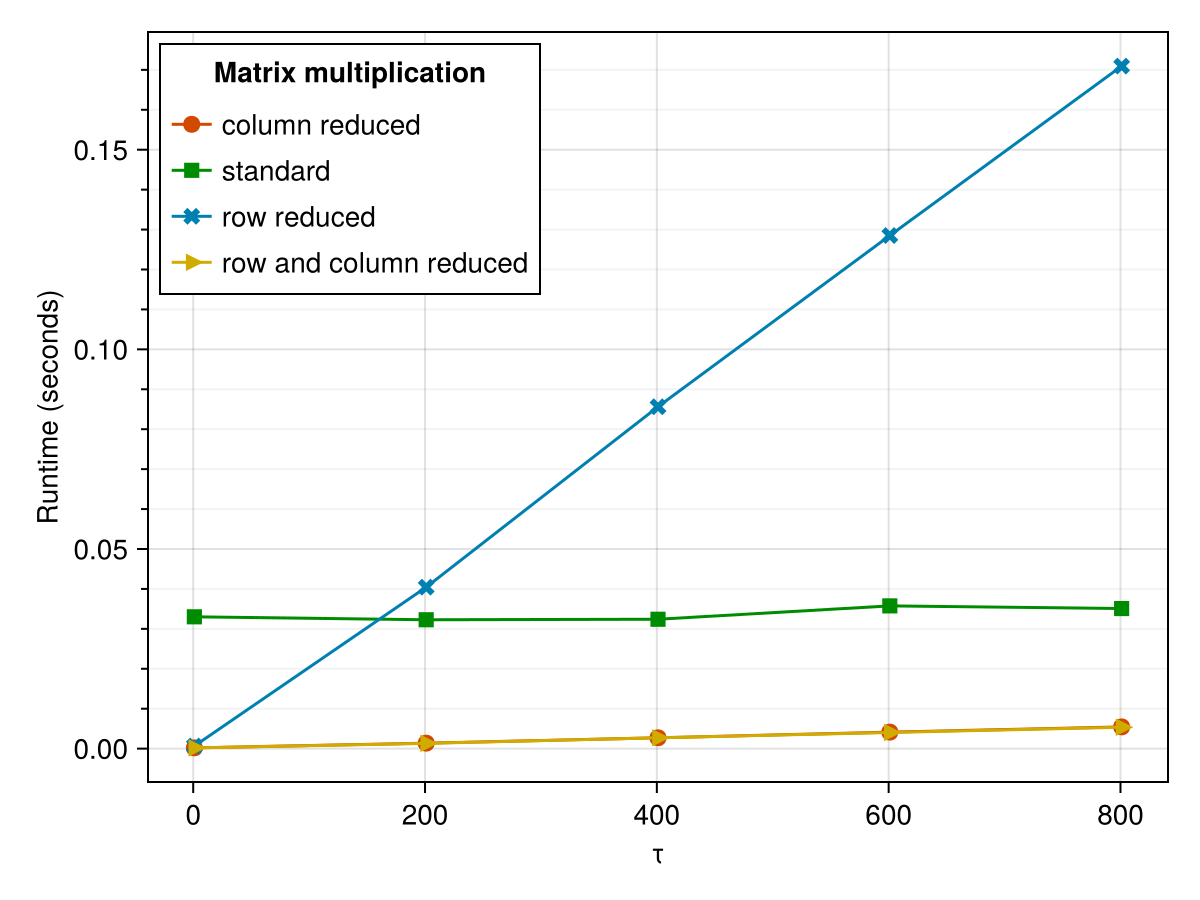 Matrix multiplication
column reduced
standard
row reduced
row and column reduced
0.15
0.10
0.05
0.00
Runtime (seconds)
0 200 400 600 800
τ